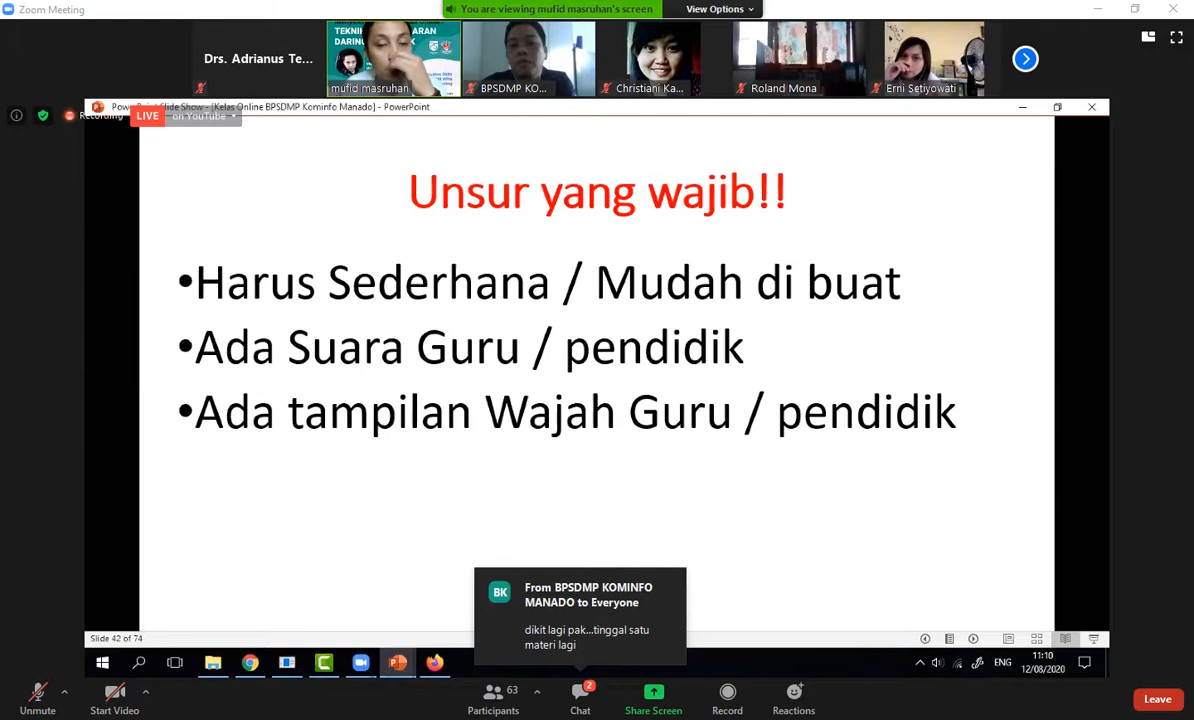 Zoom Meeting
You are viewing mufid masruhan's screen
View Options
Drs. Adrianus Te...
mufid masruhan
BPSDMP KO...
Christiani Ka...
Roland Mona
Erni Setiyowati
PowerPoint Slide Show - [Kelas Online BPSDMP Kominfo Manado] - PowerPoint
Recording
LIVE
on YouTube
Unsur yang wajib!!
•Harus Sederhana / Mudah di buat
•Ada Suara Guru / pendidik
•Ada tampilan Wajah Guru / pendidik
BK
From BPSDMP KOMINFO
MANADO to Everyone
dikit lagi pak...tinggal satu
materi lagi
Slide 42 of 74
ENG
11:10
12/08/2020
Unmute
Start Video
63
Participants
2
Chat
Share Screen
Record
Reactions
Leave